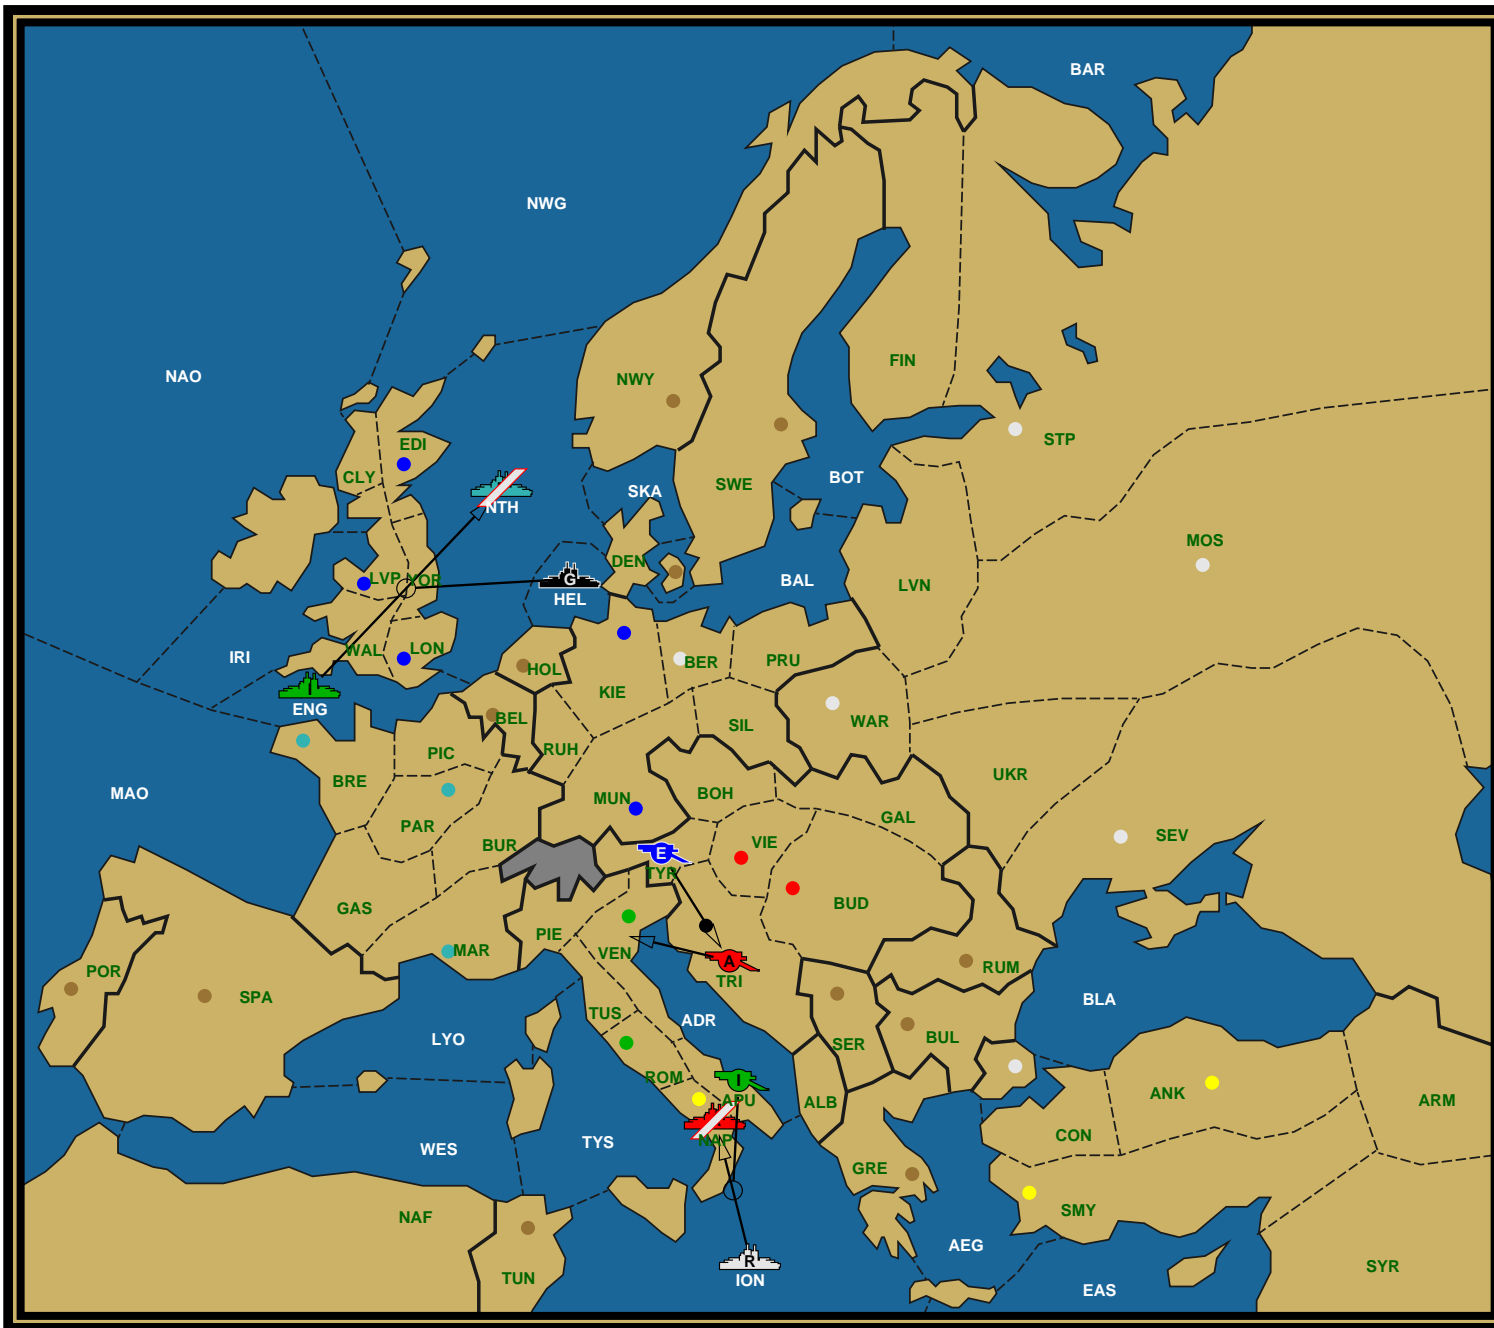 BAR
NWG
NAO
NWY
FIN
EDI
STP
CLY
SKA
SWE
BOT
NTH
MOS
DEN
LVP
YOR
G
HEL
BAL
LVN
IRI
WAL
LON
HOL
BER
PRU
KIE
I
ENG
BEL
WAR
PIC
RUH
SIL
UKR
BRE
MAO
MUN
BOH
GAL
PAR
BUR
VIE
SEV
E
TYR
BUD
GAS
PIE
VEN
MAR
A
TRI
RUM
POR
SPA
BLA
TUS
ADR
LYO
SER
BUL
ROM
I
APU
ALB
ANK
ARM
NAP
CON
WES
TYS
GRE
SMY
NAF
AEG
R
ION
TUN
SYR
EAS